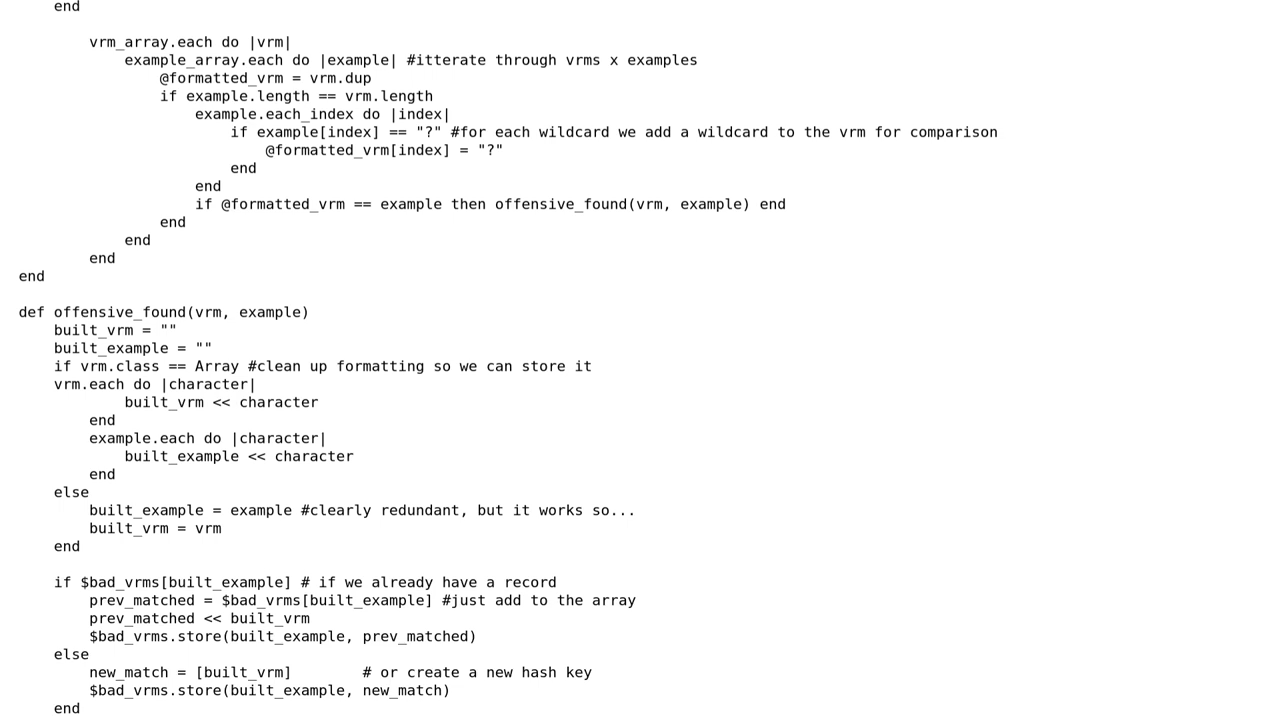 end

        vrm_array.each do |vrm|
            example_array.each do |example| #itterate through vrms x examples
                @formatted_vrm = vrm.dup
                if example.length == vrm.length
                    example.each_index do |index|
                        if example[index] == "?" #for each wildcard we add a wildcard to the vrm for comparison
                            @formatted_vrm[index] = "?"
                        end
                    end
                    if @formatted_vrm == example then offensive_found(vrm, example) end
                end
            end
        end
end

def offensive_found(vrm, example)
    built_vrm = ""
    built_example = ""
    if vrm.class == Array #clean up formatting so we can store it
    vrm.each do |character|
            built_vrm << character
        end
        example.each do |character|
            built_example << character
        end
    else
        built_example = example #clearly redundant, but it works so...
        built_vrm = vrm
    end

    if $bad_vrms[built_example] # if we already have a record
        prev_matched = $bad_vrms[built_example] #just add to the array
        prev_matched << built_vrm
        $bad_vrms.store(built_example, prev_matched)
    else
        new_match = [built_vrm]        # or create a new hash key
        $bad_vrms.store(built_example, new_match)
    end